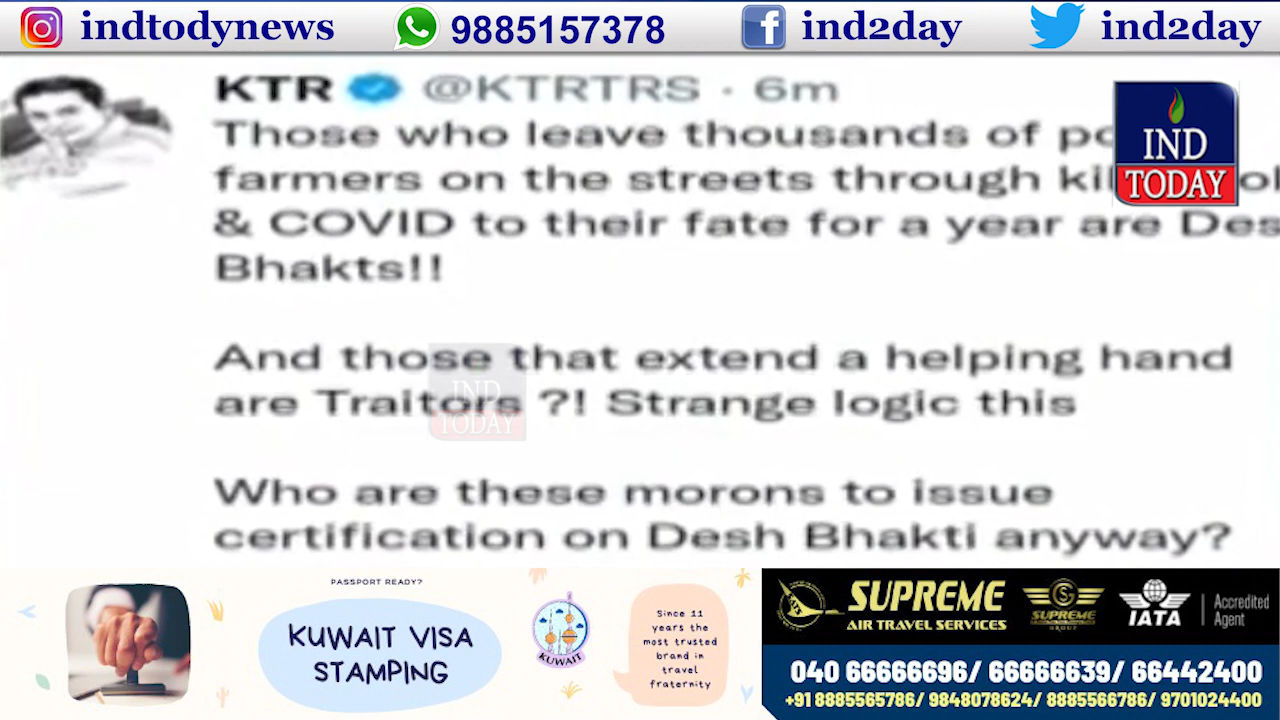 indtodynews 9885157378 ind2day ind2day
KTR @KTRTRS · 6m
Those who leave thousands of
farmers on the streets through
& COVID to their fate for a year are
Bhakts!!
And those that extend a helping hand
are Traitors ?! Strange logic this
Who are these morons to issue
certification on Desh Bhakti anyway?
IND
TODAY
IND
TODAY
PASSPORT READY?
KUWAIT VISA
STAMPING
KUWAIT
Since 11
years the
most trusted
brand in
travel
fraternity
SUPREME
AIR TRAVEL SERVICES
SUPREME
GROUP
IATA
Accredited
Agent
040 66666696/ 66666639/ 66442400
+91 8885565786/ 9848078624/ 8885566786/ 9701024400